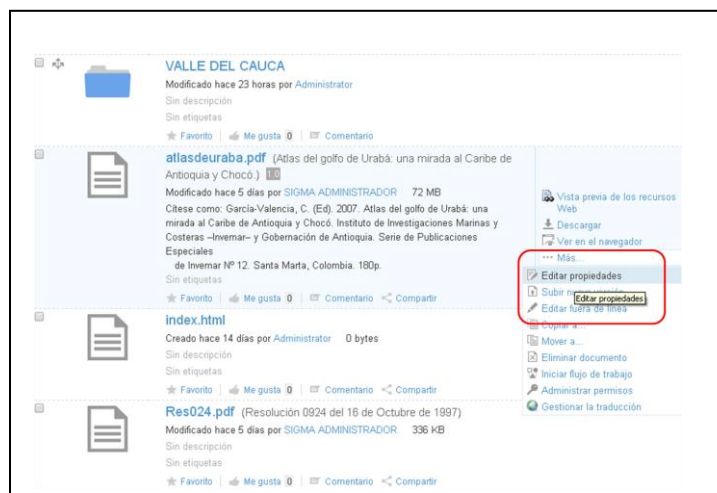 VALLE DEL CAUCA
Modificado hace 23 horas por Administrator
Sin descripción
Sin etiquetas
Favorito Me gusta 0 Comentario
atlasdeuraba.pdf (Atlas del golfo de Urabá: una mirada al Caribe de
Antioquia y Chocó.) 1.0
Modificado hace 5 días por SIGMA ADMINISTRADOR 72 MB
Cítese como: García-Valencia, C. (Ed). 2007. Atlas del golfo de Urabá: una
mirada al Caribe de Antioquia y Chocó. Instituto de Investigaciones Marinas y
Costeras –Invemar– y Gobernación de Antioquia. Serie de Publicaciones
Especiales
de Invemar Nº 12. Santa Marta, Colombia. 180p.
Sin etiquetas
Favorito Me gusta 0 Comentario Compartir
Vista previa de los recursos
Web
Descargar
Ver en el navegador
Más...
Editar propiedades
Subir nueva versión
Editar propiedades
Editar fuera de línea
Copiar a...
Mover a...
Eliminar documento
Iniciar flujo de trabajo
Administrar permisos
Gestionar la traducción
index.html
Creado hace 14 días por Administrator 0 bytes
Sin descripción
Sin etiquetas
Favorito Me gusta 0 Comentario Compartir
Res024.pdf (Resolución 0924 del 16 de Octubre de 1997)
Modificado hace 5 días por SIGMA ADMINISTRADOR 336 KB
Sin descripción
Sin etiquetas
Favorito Me gusta 0 Comentario Compartir